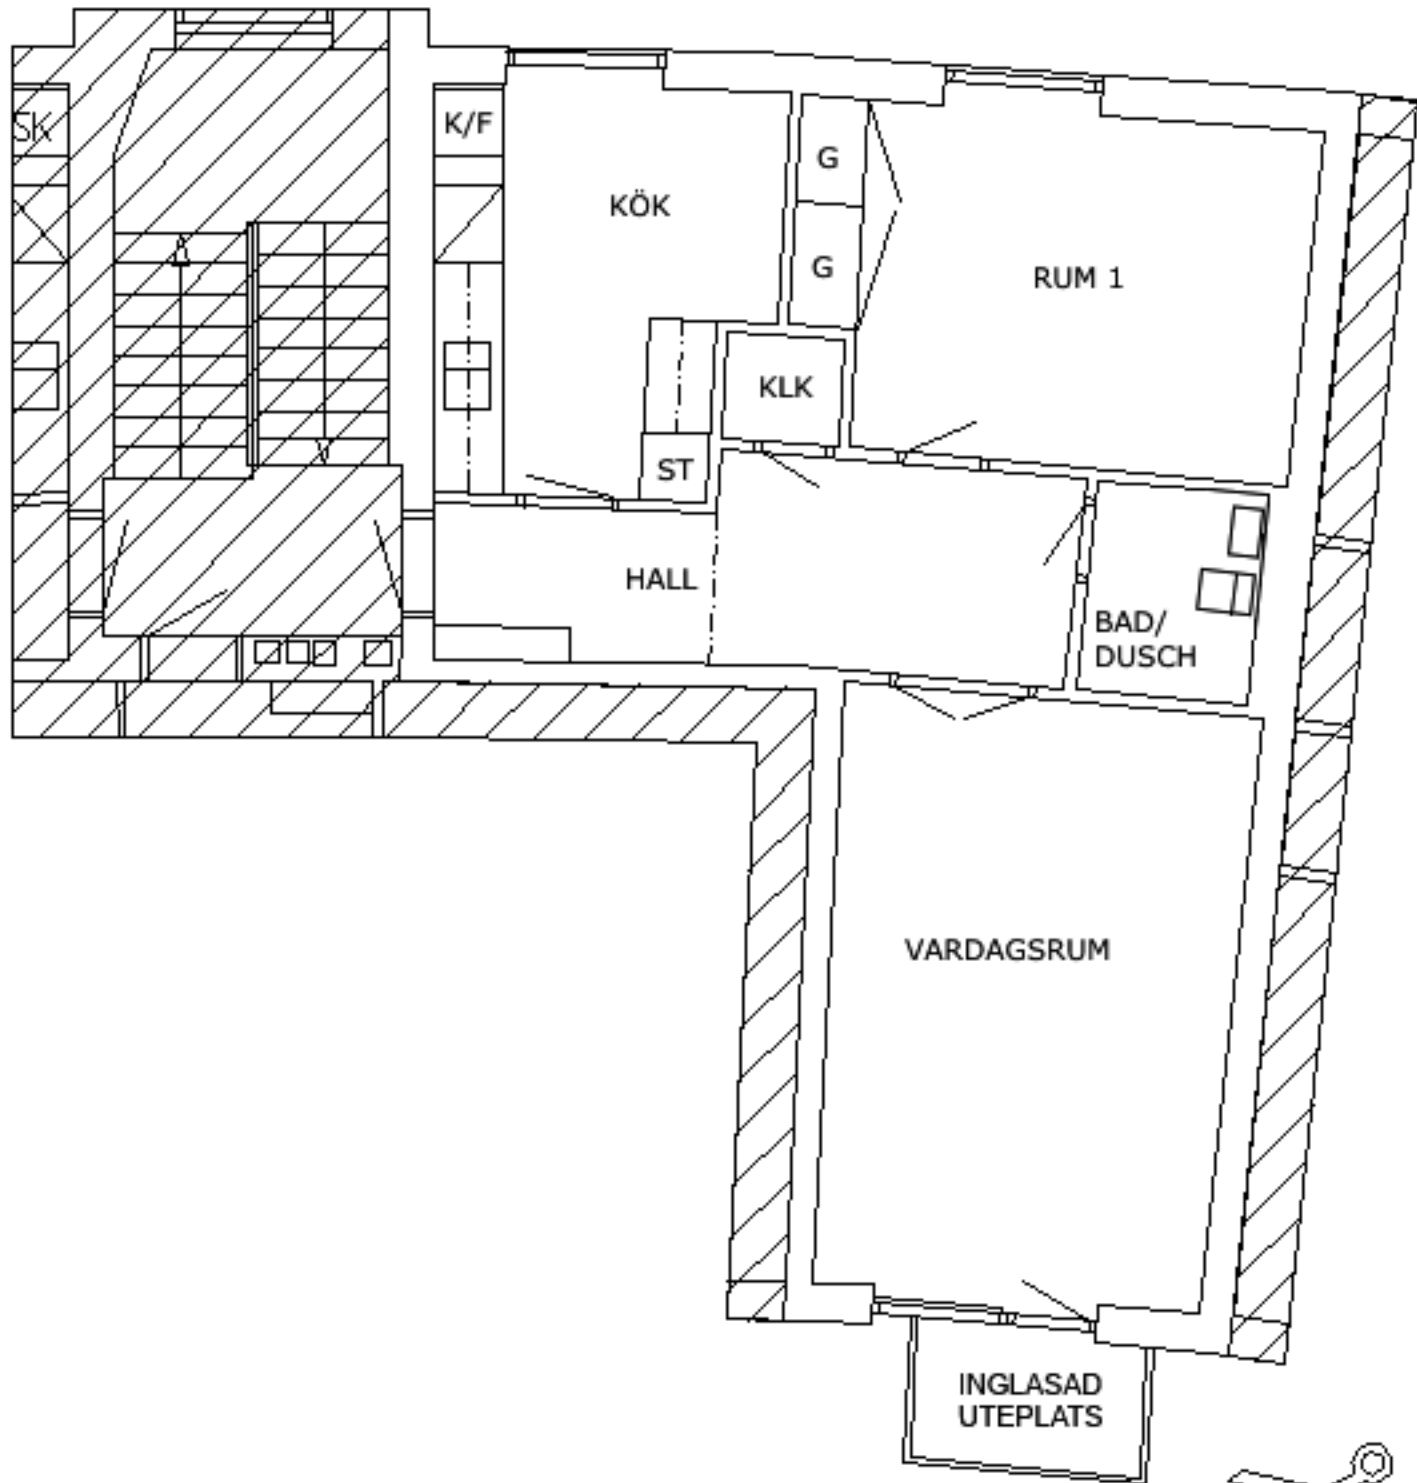 SK
K/F
KÖK
G
G
RUM 1
KLK
ST
HALL
BAD/
DUSCH
VARDAGSRUM
INGLASAD
UTEPLATS